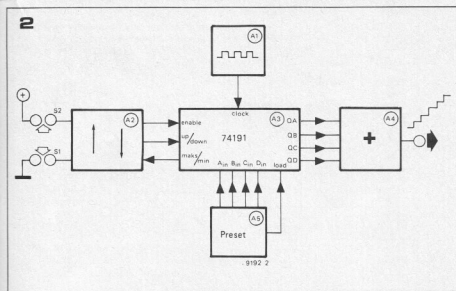 2
A1
clock
S2
A2
enable
up/down
maks/min
S1
A3
74191
QA
QB
QC
QD
Ain Bin Cin Din load
A4
+
A5
Preset
9192 2